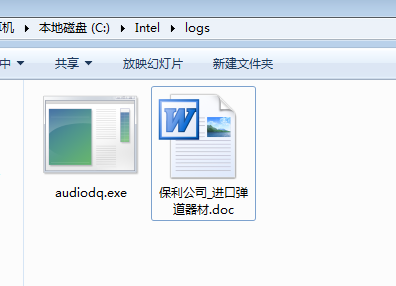 算机 ▸ 本地磁盘 (C:) ▸ Intel ▸ logs
中 ▾ 共享 ▾ 放映幻灯片 新建文件夹
audiodq.exe
保利公司_进口弹
道器材.doc